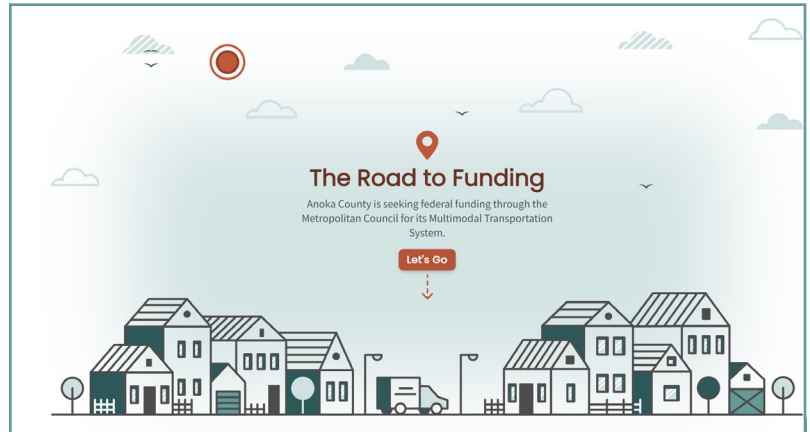 The Road to Funding
Anoka County is seeking federal funding through the
Metropolitan Council for its Multimodal Transportation
System.
Let's Go